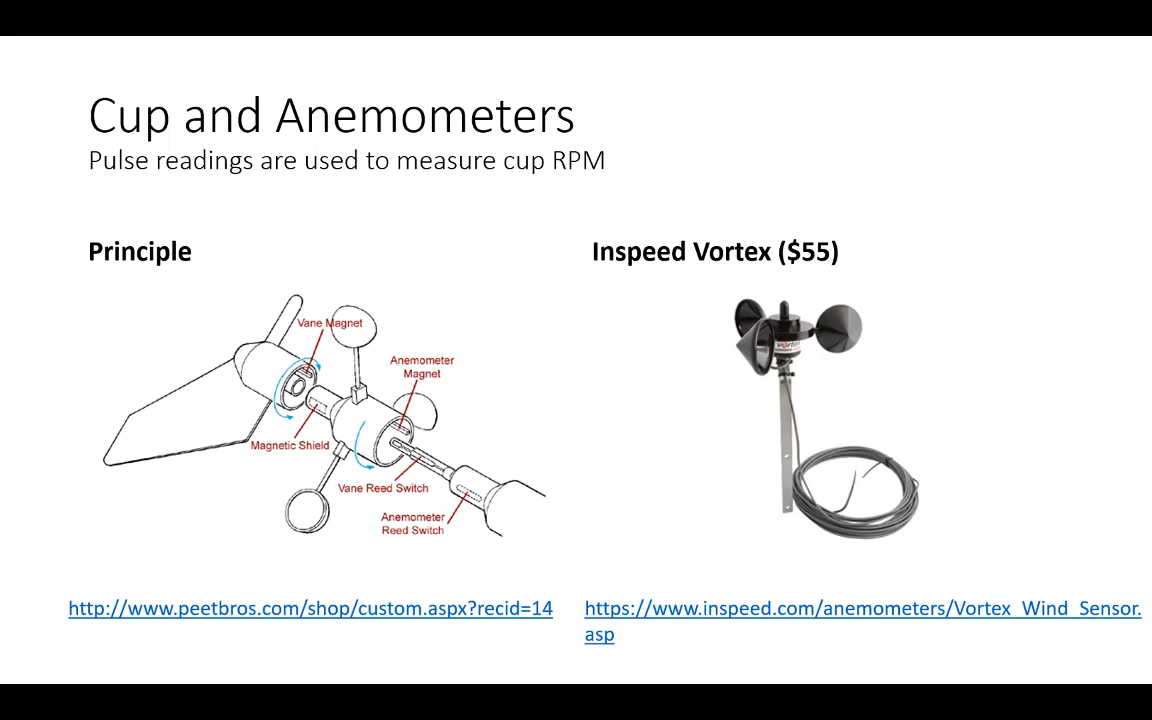 Cup and Anemometers
Pulse readings are used to measure cup RPM
Principle
Inspeed Vortex ($55)
Vane Magnet
Anemometer
Magnet
Magnetic Shield
Vane Reed Switch
Anemometer
Reed Switch
vortex
http://www.peetbros.com/shop/custom.aspx?recid=14
https://www.inspeed.com/anemometers/Vortex_Wind_Sensor.
asp